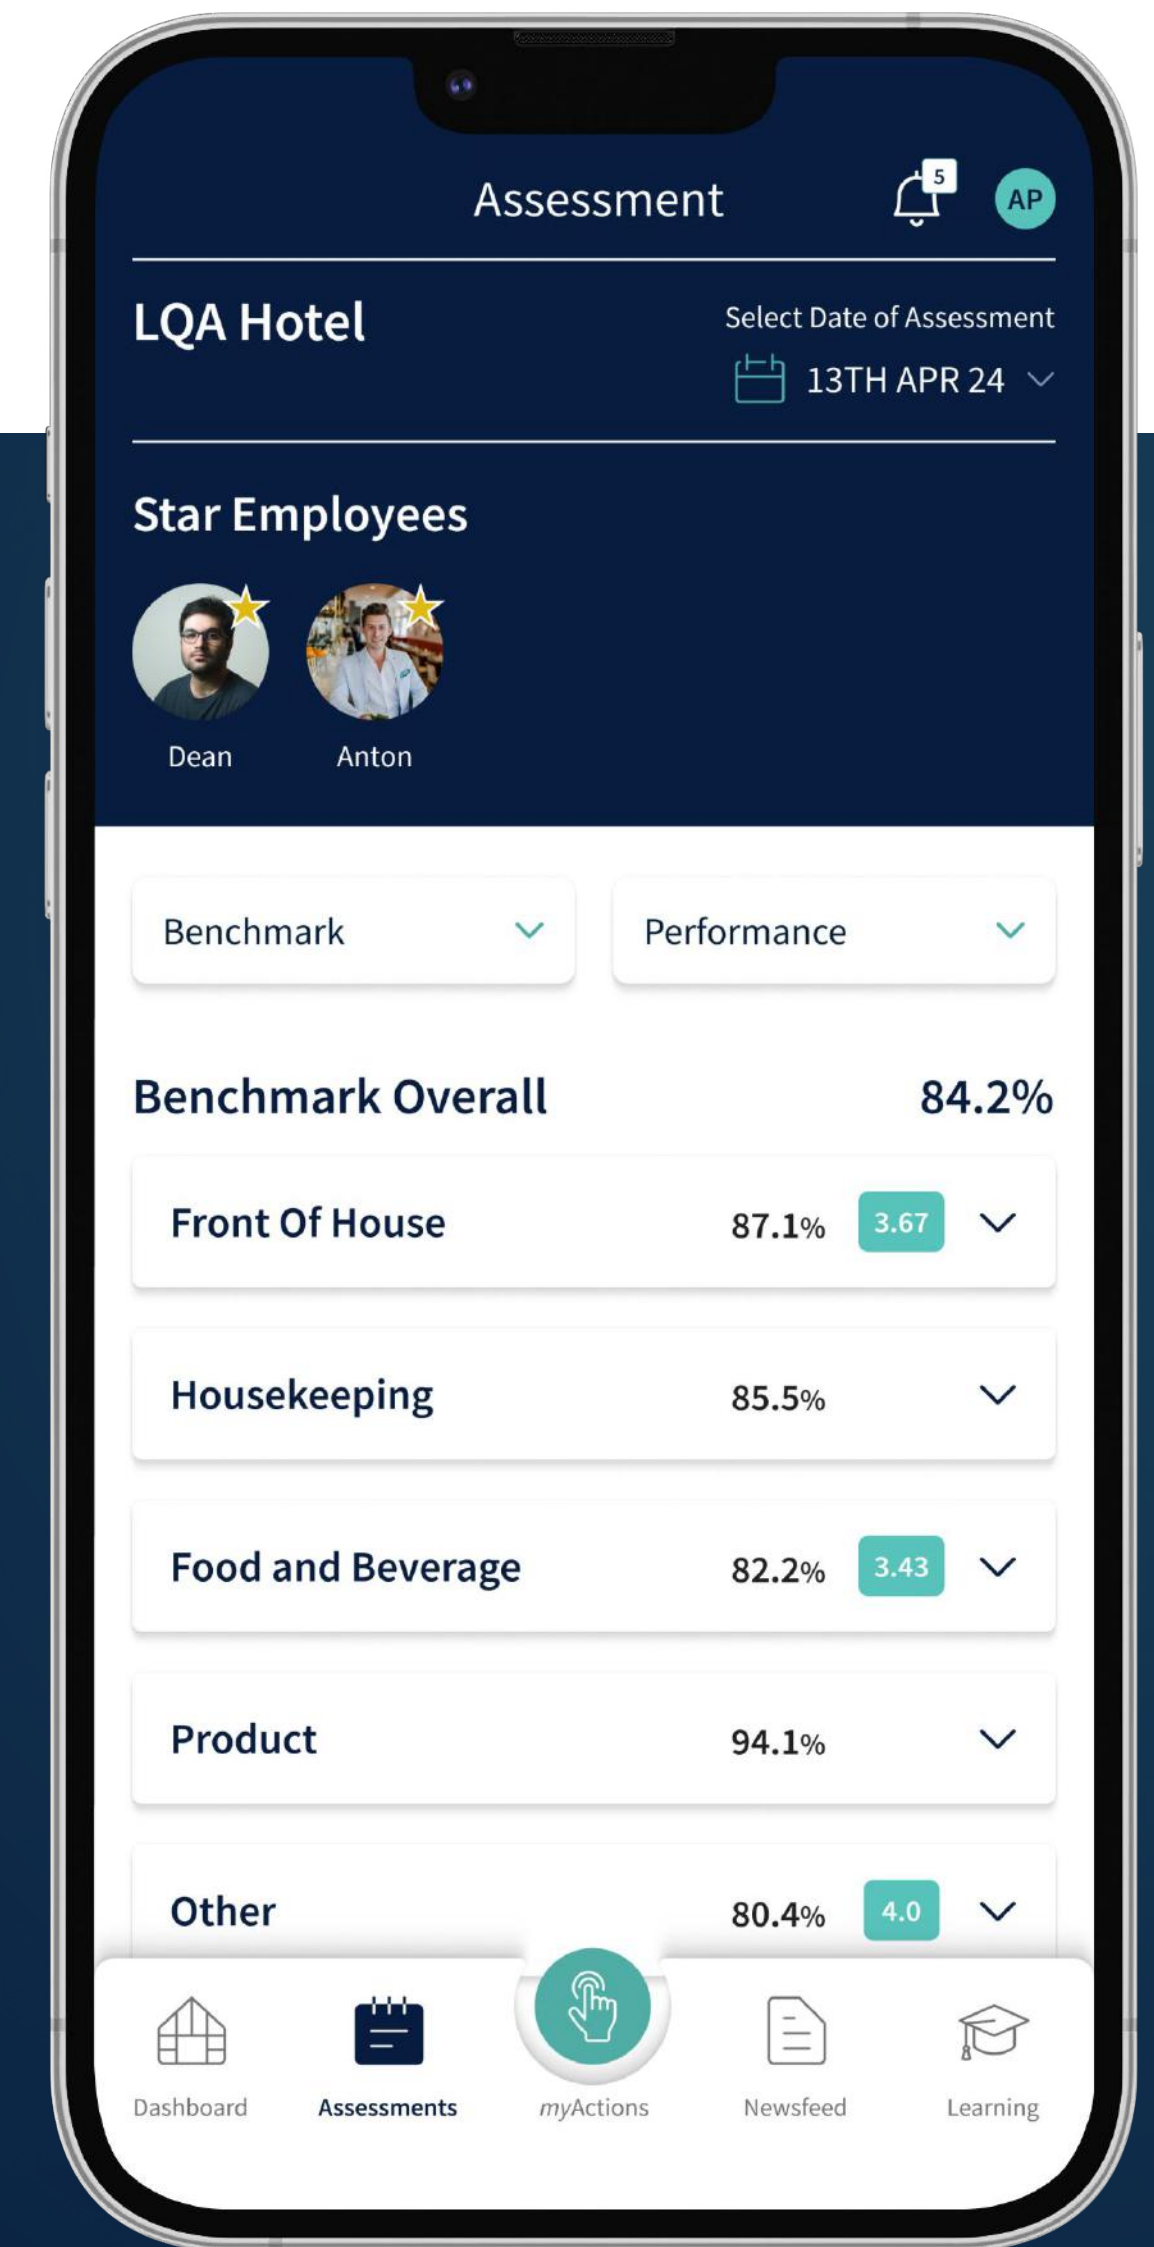 Assessment
5
AP
LQA Hotel
Select Date of Assessment
13TH APR 24
Star Employees
Dean
Anton
Benchmark
Performance
Benchmark Overall 84.2%
Front Of House 87.1% 3.67
Housekeeping 85.5%
Food and Beverage 82.2% 3.43
Product 94.1%
Other 80.4% 4.0
Dashboard
Assessments
myActions
Newsfeed
Learning